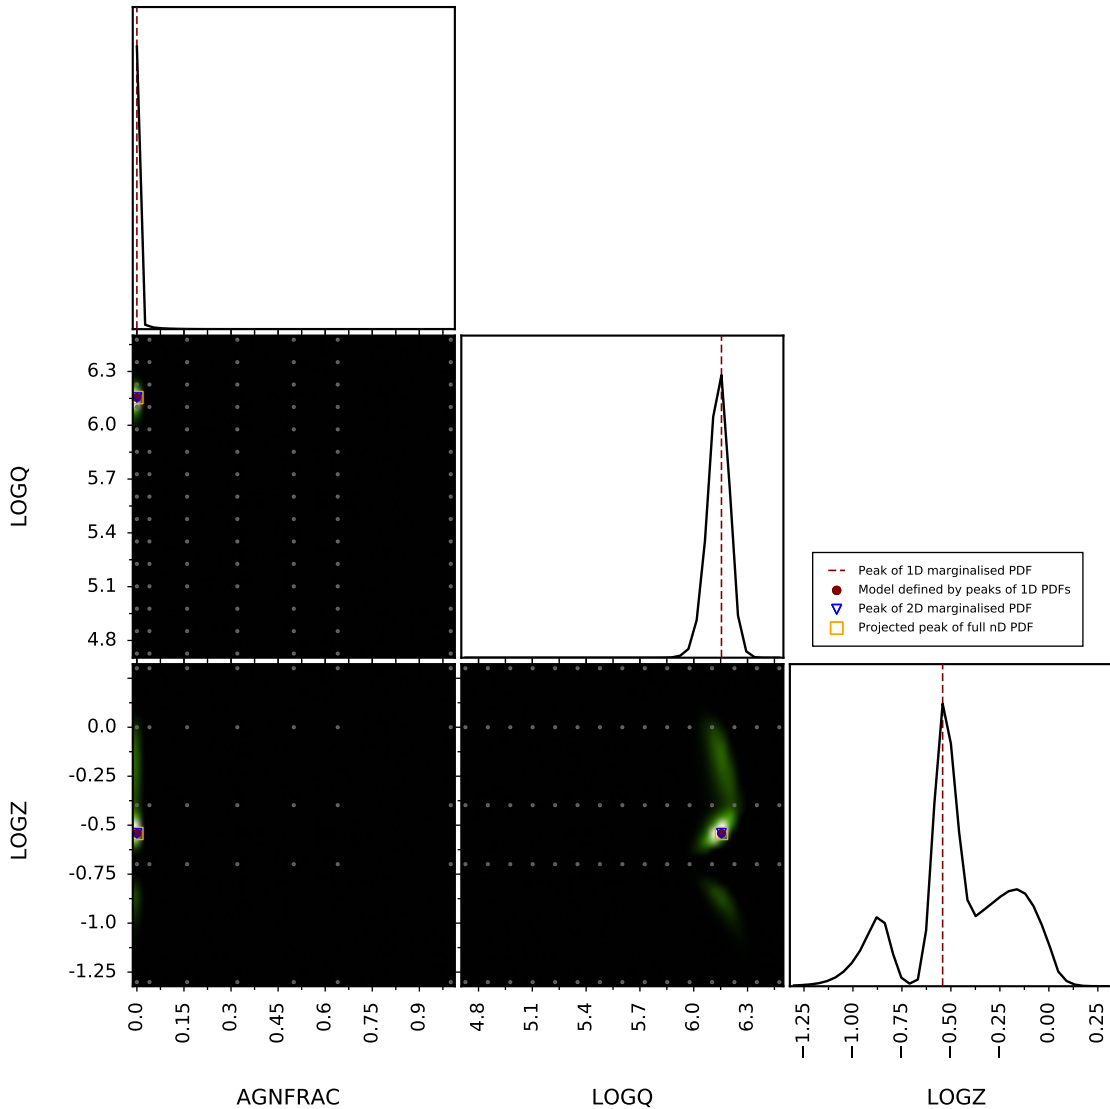 6.3
6.0
5.7
5.4
5.1
4.8
LOGQ
Peak of 1D marginalised PDF
Model defined by peaks of 1D PDFs
Peak of 2D marginalised PDF
Projected peak of full nD PDF
0.0
-0.25
-0.5
-0.75
-1.0
-1.25
LOGZ
0.0 0.15 0.3 0.45 0.6 0.75 0.9
4.8 5.1 5.4 5.7 6.0 6.3
−1.25 −1.00 −0.75 −0.50 −0.25 0.00 0.25
AGNFRAC LOGQ LOGZ